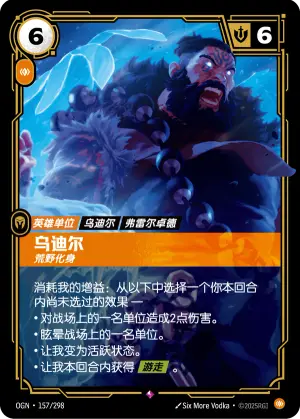 6
6
英雄单位 乌迪尔 弗雷尔卓德
乌迪尔
荒野化身
消耗我的增益：从以下中选择一个你本回合
内尚未选过的效果 —
• 对战场上的一名单位造成2点伤害。
• 眩晕战场上的一名单位。
• 让我变为活跃状态。
• 让我本回合内获得 游走 。
OGN • 157/298
Six More Vodka • ©2025RGI